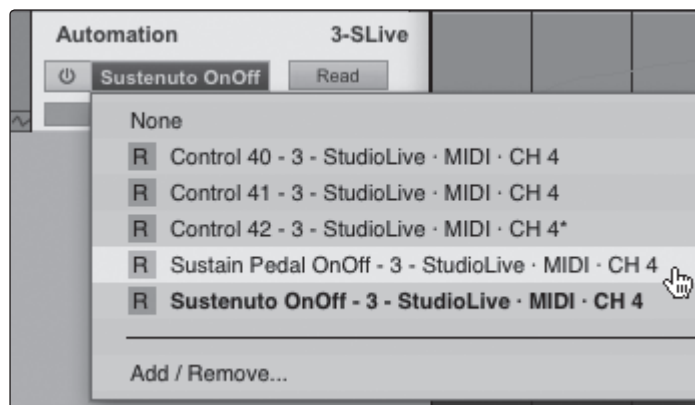 Automation 3-SLive
Sustenuto OnOff Read
None
R Control 40 - 3 - StudioLive · MIDI · CH 4
R Control 41 - 3 - StudioLive · MIDI · CH 4
R Control 42 - 3 - StudioLive · MIDI · CH 4*
R Sustain Pedal OnOff - 3 - StudioLive · MIDI · CH 4
R Sustenuto OnOff - 3 - StudioLive · MIDI · CH 4
Add / Remove...